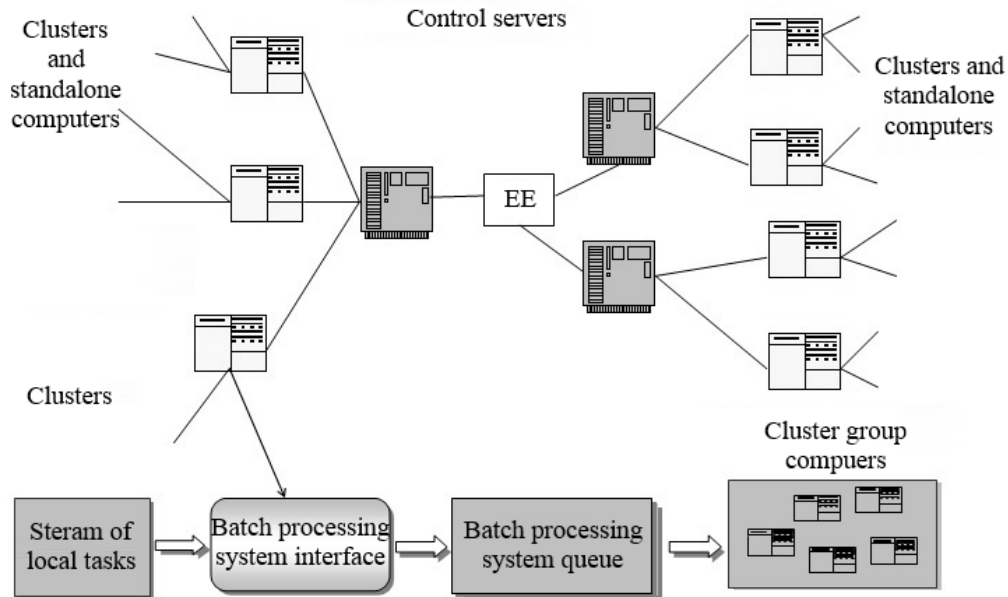 Control servers
Clusters
and
standalone
computers
Clusters and
standalone
computers
EE
Clusters
Cluster group
compuers
Steram of
local tasks
Batch processing
system interface
Batch processing
system queue